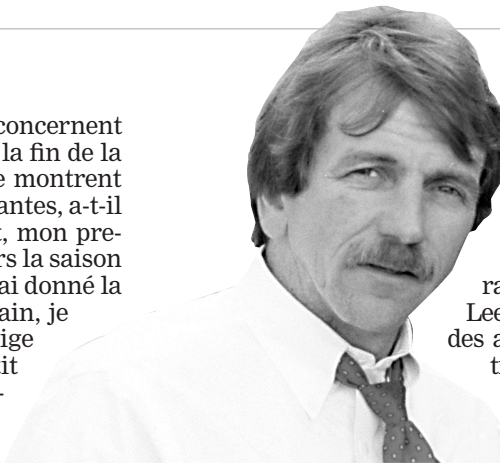 concernent
la fin de la
e montrent
antes, a-t-il
, mon pre-
rs la saison
ai donné la
ain, je
ige
it
-
ra
Lee
des a
ti